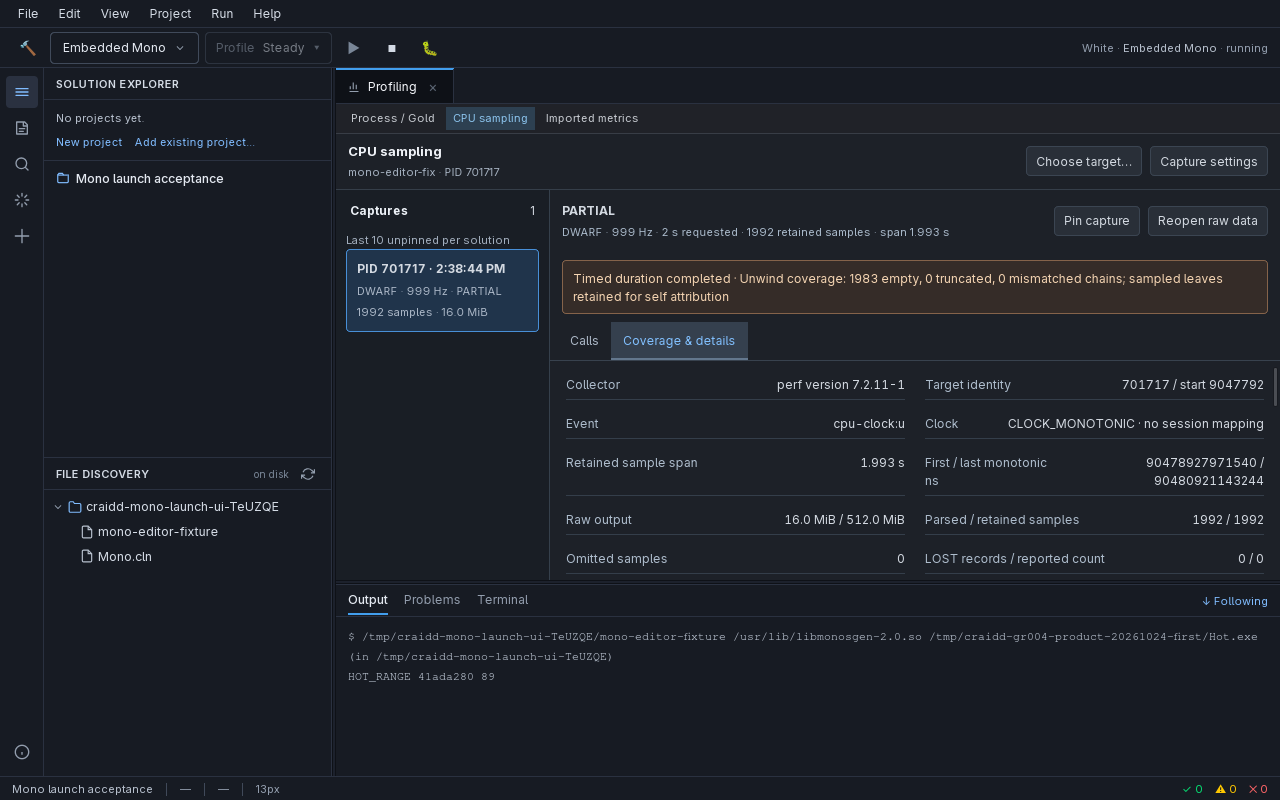 File Edit View Project Run Help
Embedded Mono Profile Steady White · Embedded Mono · running
SOLUTION EXPLORER
No projects yet.
New project Add existing project...
Mono launch acceptance
FILE DISCOVERY on disk
craidd-mono-launch-ui-TeUZQE
mono-editor-fixture
Mono.cln
Profiling ×
Process / Gold CPU sampling Imported metrics
CPU sampling
mono-editor-fix · PID 701717
Choose target... Capture settings
Captures 1
Last 10 unpinned per solution
PID 701717 · 2:38:44 PM
DWARF · 999 Hz · PARTIAL
1992 samples · 16.0 MiB
PARTIAL
DWARF · 999 Hz · 2 s requested · 1992 retained samples · span 1.993 s
Pin capture Reopen raw data
Timed duration completed · Unwind coverage: 1983 empty, 0 truncated, 0 mismatched chains; sampled leaves
retained for self attribution
Calls Coverage & details
Collector perf version 7.2.11-1
Target identity 701717 / start 9047792
Event cpu-clock:u
Clock CLOCK_MONOTONIC · no session mapping
Retained sample span 1.993 s
First / last monotonic 90478927971540 /
ns 90480921143244
Raw output 16.0 MiB / 512.0 MiB
Parsed / retained samples 1992 / 1992
Omitted samples 0
LOST records / reported count 0 / 0
Output Problems Terminal ↓ Following
$ /tmp/craidd-mono-launch-ui-TeUZQE/mono-editor-fixture /usr/lib/libmonosgen-2.0.so /tmp/craidd-gr004-product-20261024-first/Hot.exe
(in /tmp/craidd-mono-launch-ui-TeUZQE)
HOT_RANGE 41ada280 89
Mono launch acceptance — — 13px 0 0 0